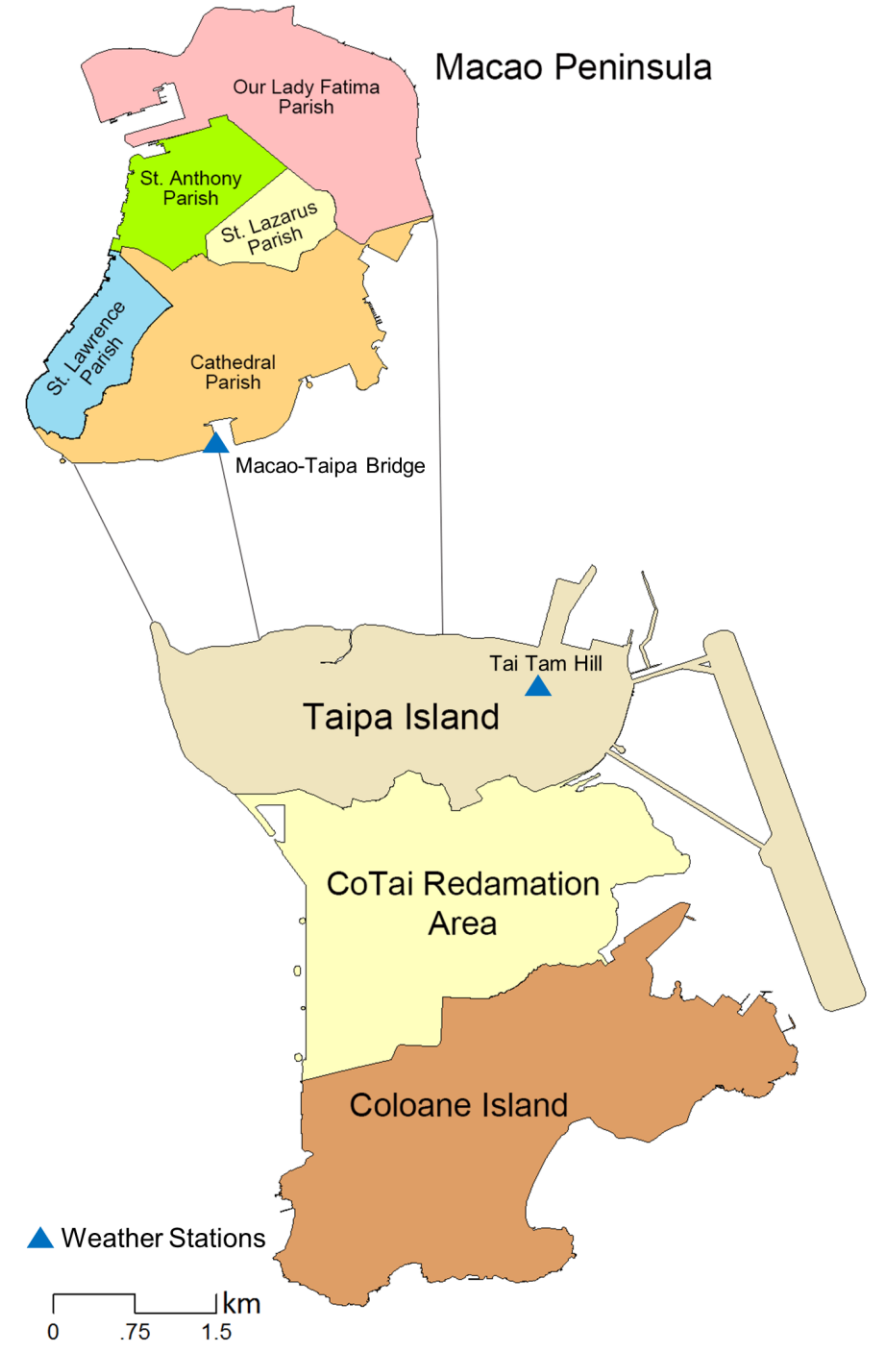 Macao Peninsula
Our Lady Fatima
Parish
St. Anthony
Parish
St. Lazarus
Parish
St. Lawrence
Parish
Cathedral
Parish
Macao-Taipa Bridge
Tai Tam Hill
Taipa Island
CoTai Redamation
Area
Coloane Island
Weather Stations
km
0 .75 1.5